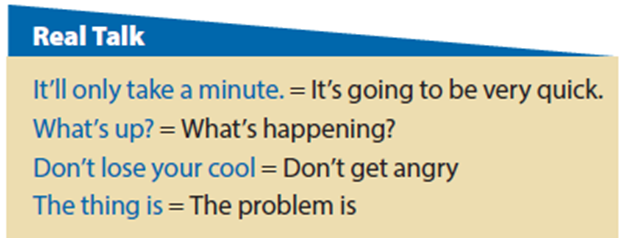 Real Talk
It'll only take a minute. = It's going to be very quick.
What's up? = What's happening?
Don't lose your cool = Don't get angry
The thing is = The problem is